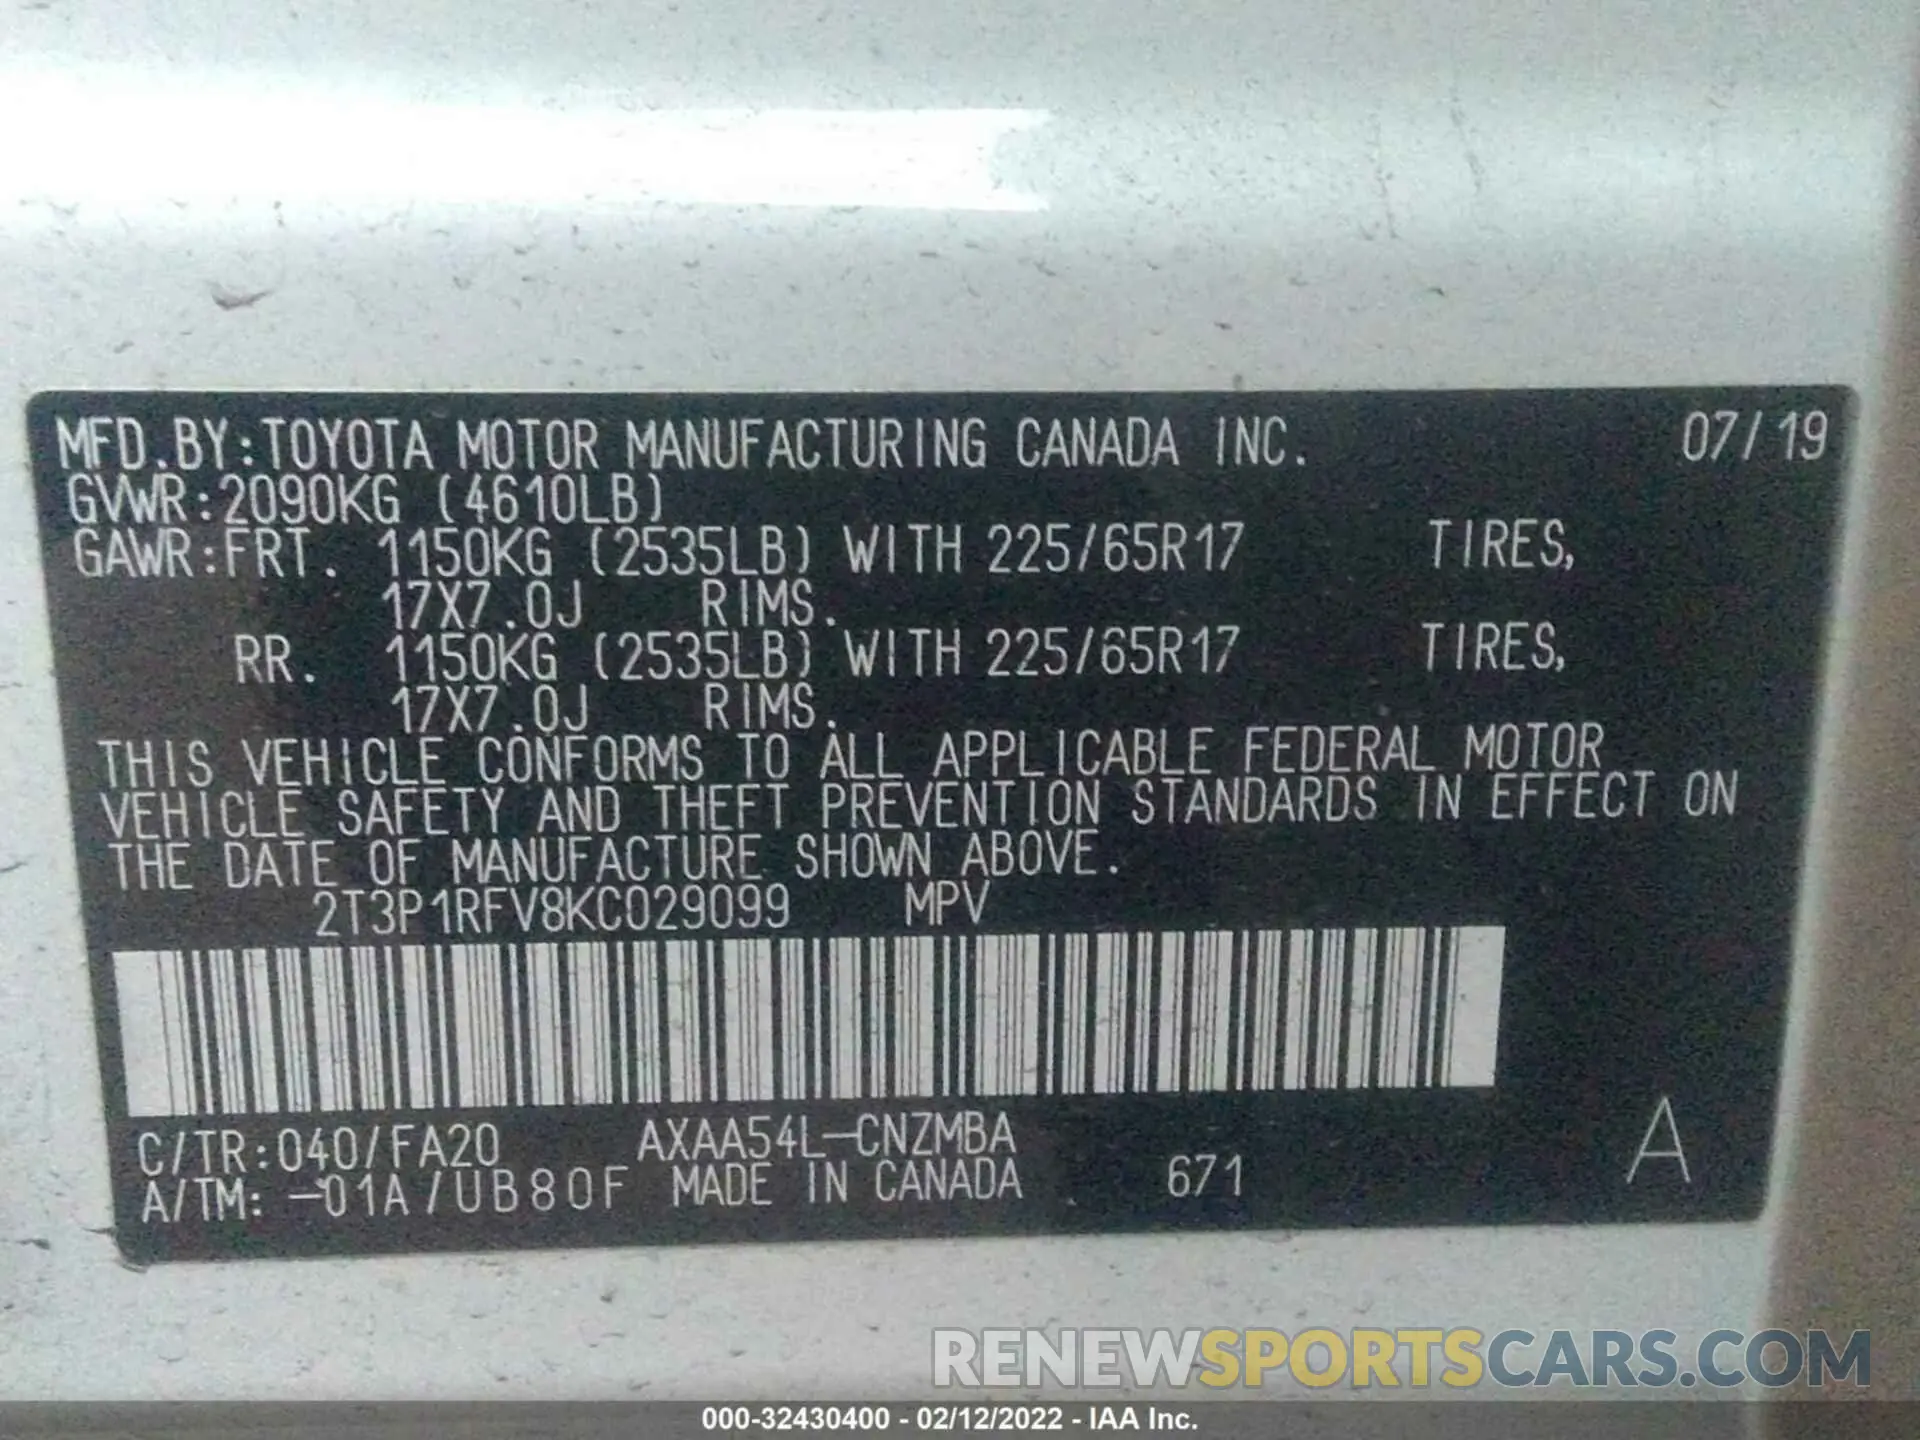 MFD.BY:TOYOTA MOTOR MANUFACTURING CANADA INC. 07/19
GVWR:2090KG (4610LB)
GAWR:FRT. 1150KG (2535LB) WITH 225/65R17 TIRES,
17X7.0J RIMS.
RR. 1150KG (2535LB) WITH 225/65R17 TIRES,
17X7.0J RIMS.
THIS VEHICLE CONFORMS TO ALL APPLICABLE FEDERAL MOTOR
VEHICLE SAFETY AND THEFT PREVENTION STANDARDS IN EFFECT ON
THE DATE OF MANUFACTURE SHOWN ABOVE.
2T3P1RFV8KC029099 MPV
C/TR:040/FA20 AXAA54L-CNZMBA
A/TM:-01A/UB80F MADE IN CANADA 671 A
RENEWSPORTSCARS.COM
000-32430400 - 02/12/2022 - IAA Inc.